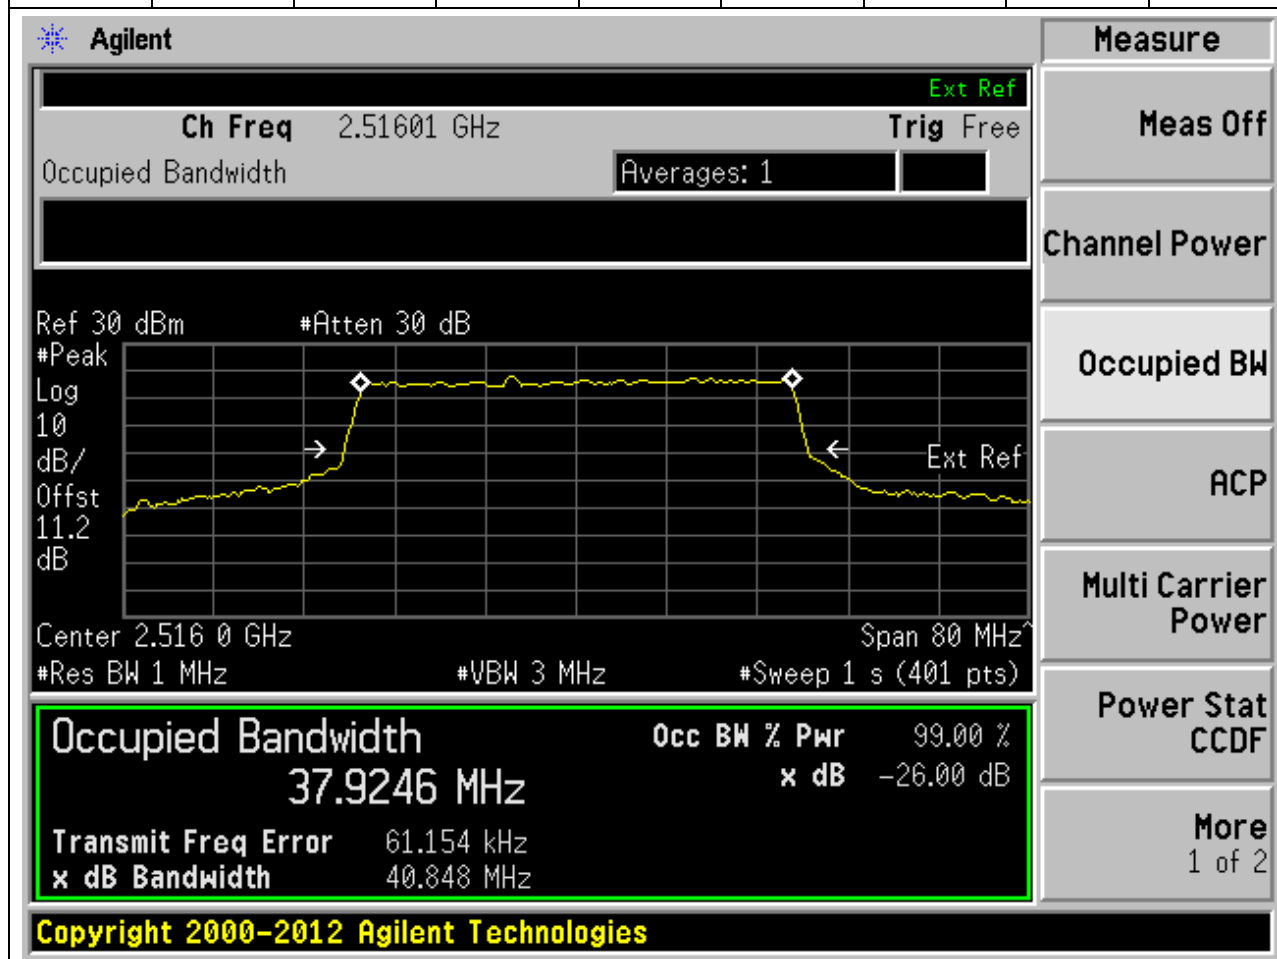 Agilent
Measure
Ext Ref
Ch Freq 2.51601 GHz Trig Free
Meas Off
Occupied Bandwidth Averages: 1
Channel Power
Ref 30 dBm #Atten 30 dB
#Peak
Log
10
dB/
Offst
11.2
dB
Ext Ref
Occupied BW
ACP
Center 2.516 0 GHz Span 80 MHz^
#Res BW 1 MHz #VBW 3 MHz #Sweep 1 s (401 pts)
Multi Carrier
Power
Occupied Bandwidth Occ BW % Pwr 99.00 %
37.9246 MHz x dB -26.00 dB
Power Stat
CCDF
Transmit Freq Error 61.154 kHz
x dB Bandwidth 40.848 MHz
More
1 of 2
Copyright 2000-2012 Agilent Technologies